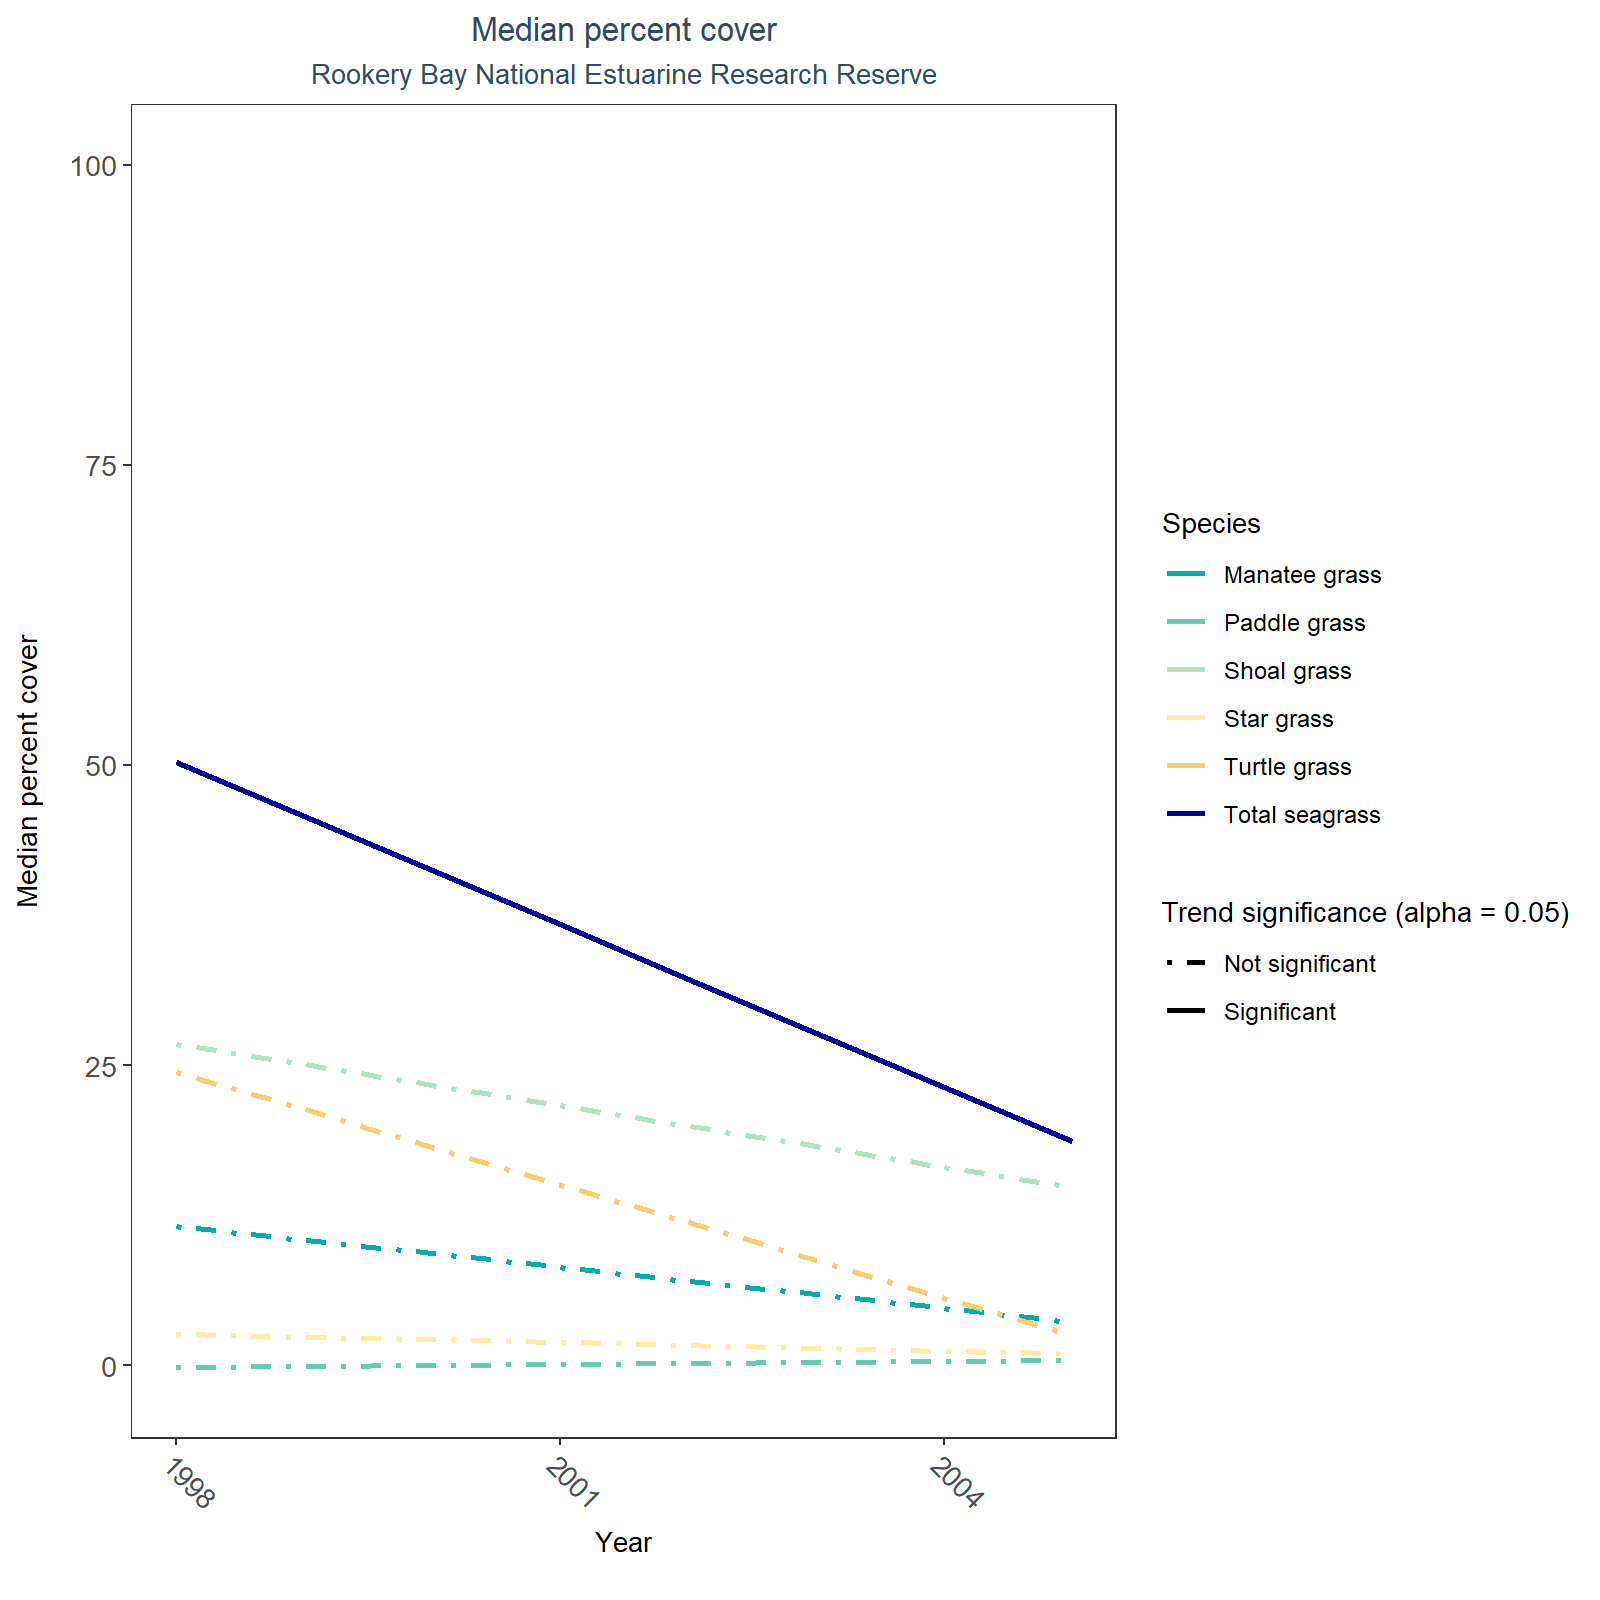 Median percent cover
Rookery Bay National Estuarine Research Reserve
Median percent cover
100
75
50
25
0
1998
2001
2004
Year
Species
Manatee grass
Paddle grass
Shoal grass
Star grass
Turtle grass
Total seagrass
Trend significance (alpha = 0.05)
Not significant
Significant